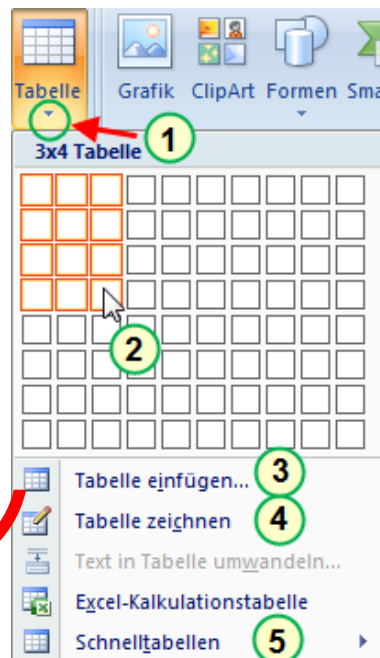 Tabelle Grafik ClipArt Formen Sma
1
3x4 Tabelle
2
Tabelle einfügen... 3
Tabelle zeichnen 4
Text in Tabelle umwandeln...
Excel-Kalkulationstabelle
Schnelltabellen 5